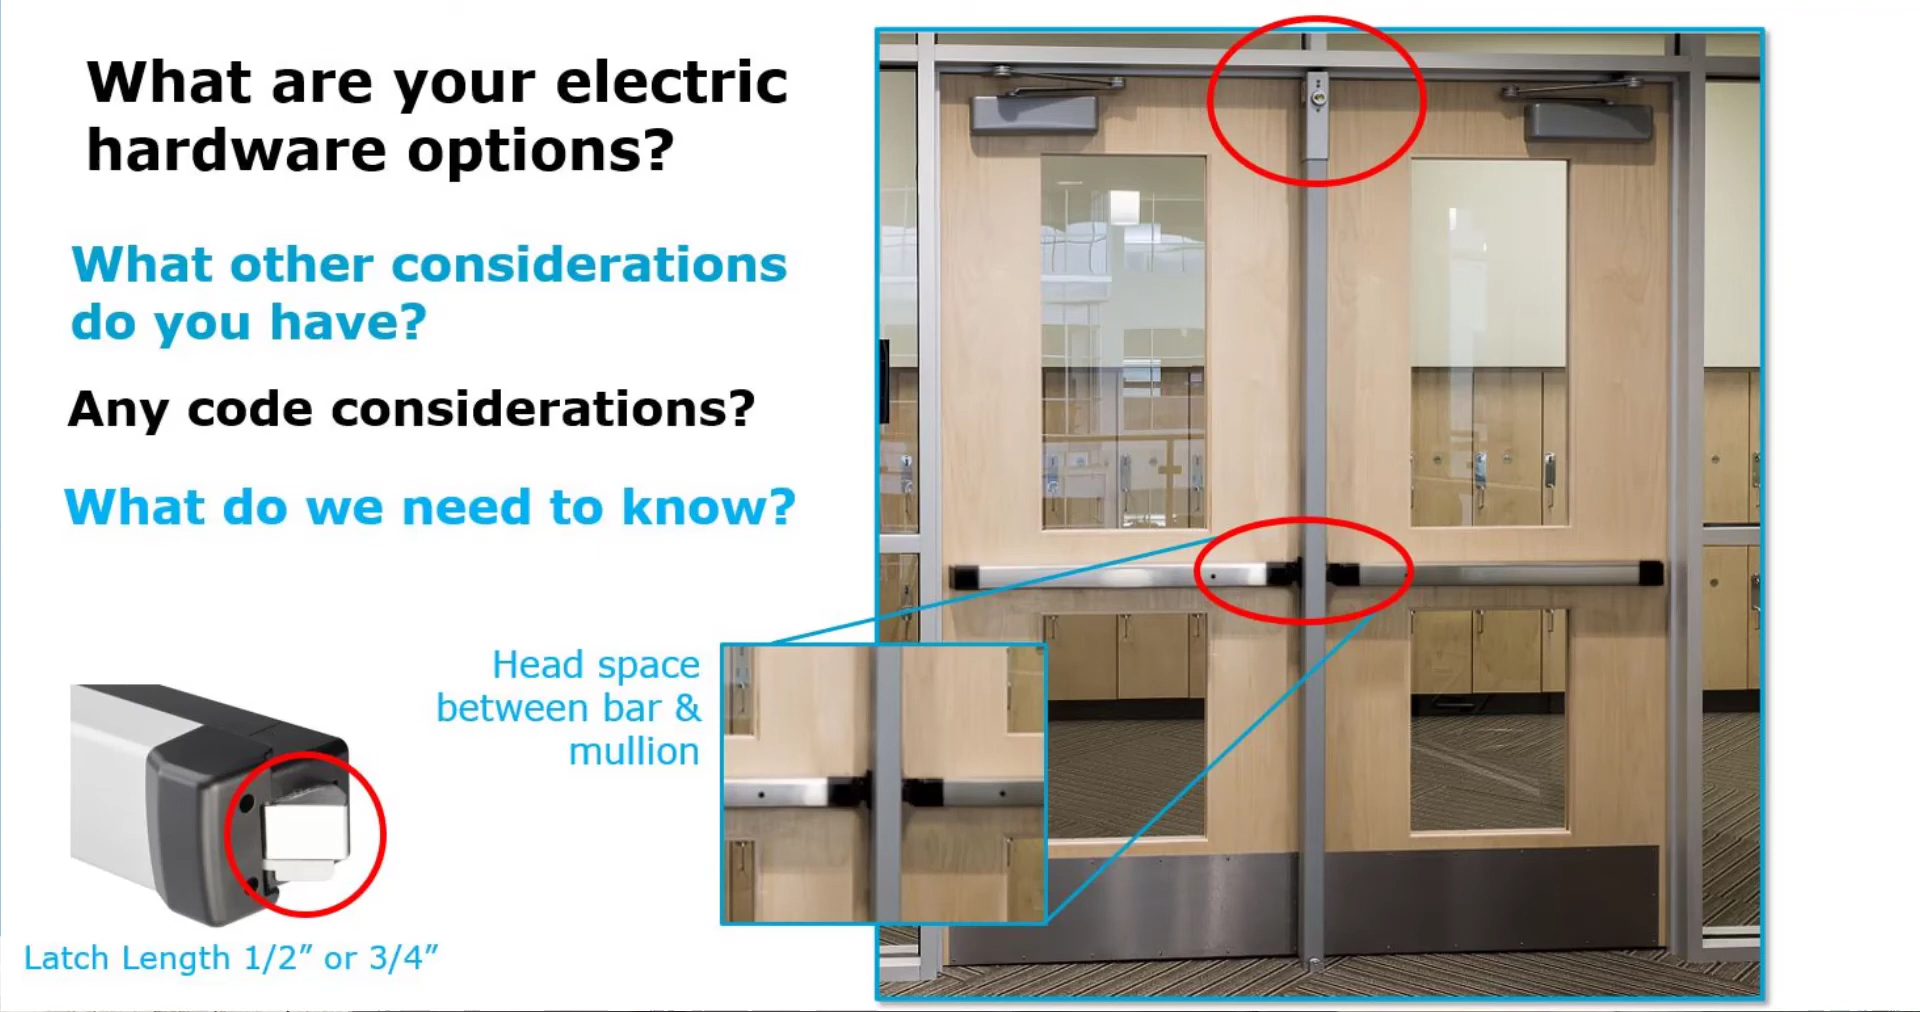 What are your electric
hardware options?
What other considerations
do you have?
Any code considerations?
What do we need to know?
Head space
between bar &
mullion
Latch Length 1/2” or 3/4”